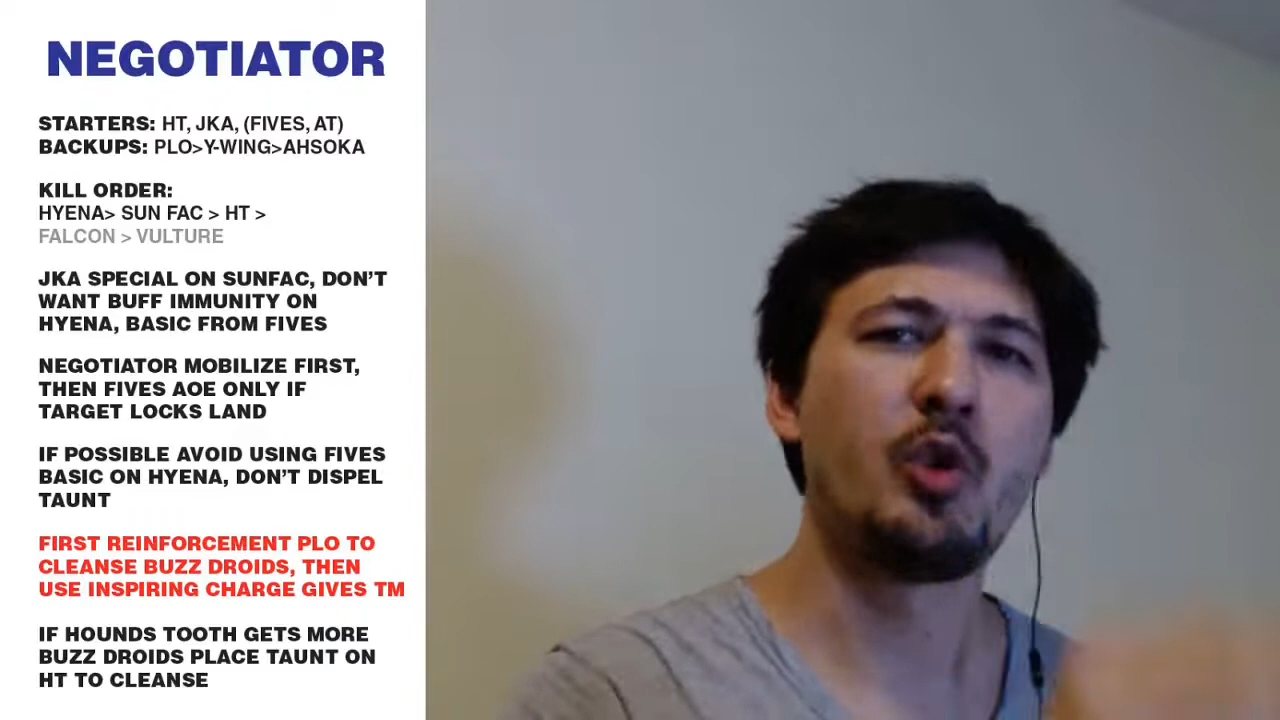 NEGOTIATOR
STARTERS: HT, JKA, (FIVES, AT)
BACKUPS: PLO>Y-WING>AHSOKA
KILL ORDER:
HYENA> SUN FAC > HT >
FALCON > VULTURE
JKA SPECIAL ON SUNFAC, DON'T
WANT BUFF IMMUNITY ON
HYENA, BASIC FROM FIVES
NEGOTIATOR MOBILIZE FIRST,
THEN FIVES AOE ONLY IF
TARGET LOCKS LAND
IF POSSIBLE AVOID USING FIVES
BASIC ON HYENA, DON'T DISPEL
TAUNT
FIRST REINFORCEMENT PLO TO
CLEANSE BUZZ DROIDS, THEN
USE INSPIRING CHARGE GIVES TM
IF HOUNDS TOOTH GETS MORE
BUZZ DROIDS PLACE TAUNT ON
HT TO CLEANSE